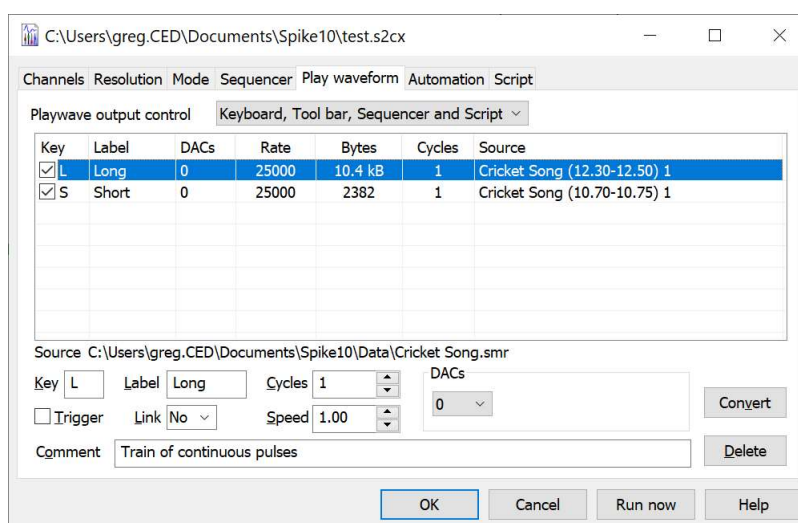 C:\Users\greg.CED\Documents\Spike10\test.s2cx
Channels Resolution Mode Sequencer Play waveform Automation Script
Playwave output control Keyboard, Tool bar, Sequencer and Script
Key Label DACs Rate Bytes Cycles Source
L Long 0 25000 10.4 kB 1 Cricket Song (12.30-12.50) 1
S Short 0 25000 2382 1 Cricket Song (10.70-10.75) 1
Source C:\Users\greg.CED\Documents\Spike10\Data\Cricket Song.smr
Key L Label Long Cycles 1 DACs
Trigger Link No Speed 1.00 0 Convert
Comment Train of continuous pulses Delete
OK Cancel Run now Help